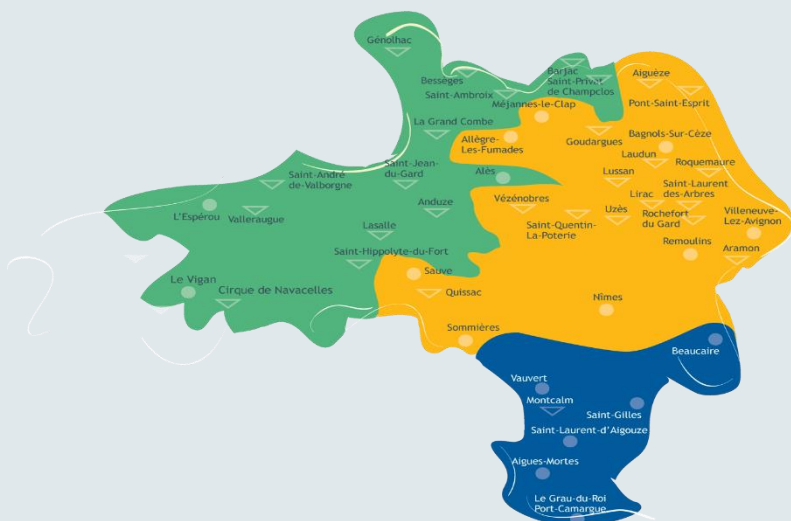 Génolhac
Bessèges
Saint-Ambroix
Barjac
Saint-Privat
de Champclos
Aiguèze
Méjannes-le-Clap
Pont-Saint-Esprit
La Grand Combe
Allègre-
Les-Fumades
Goudargues
Bagnols-Sur-Cèze
Laudun
Roquemaure
Saint-Jean-
du-Gard
Alès
Lussan
Saint-André
de-Valborgne
Saint-Laurent
des-Arbres
Lirac
Vézénobres
Anduze
L'Espérou
Valleraugue
Uzès
Rochefort
du Gard
Villeneuve-
Lez-Avignon
Saint-Quentin-
La-Poterie
Lasalle
Saint-Hippolyte-du-Fort
Remoulins
Aramon
Sauve
Le Vigan
Cirque de Navacelles
Quissac
Nîmes
Sommières
Beaucaire
Vauvert
Montcalm
Saint-Gilles
Saint-Laurent-d'Aigouze
Aigues-Mortes
Le Grau-du-Roi
Port-Camargue